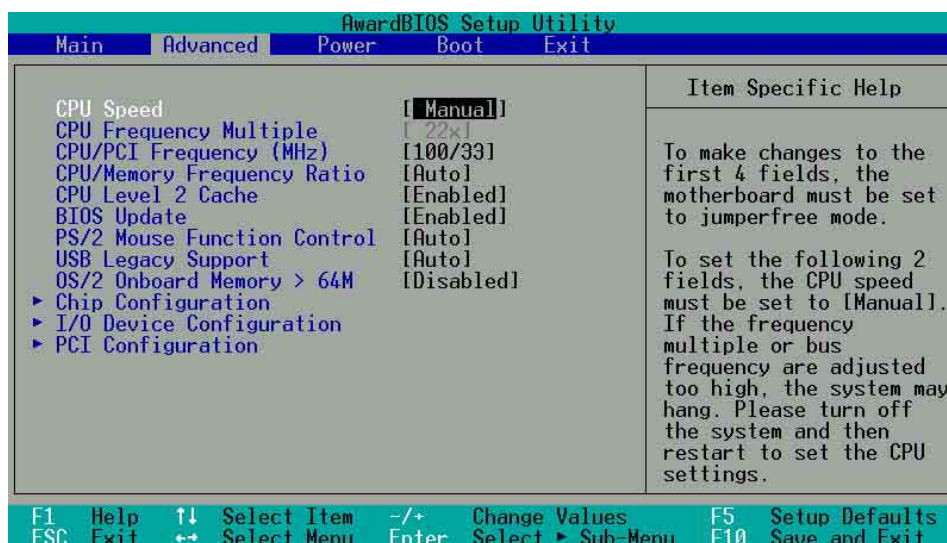 AwardBIOS Setup Utility
Main Advanced Power Boot Exit
Item Specific Help
CPU Speed [ Manual]
CPU Frequency Multiple [ 22x]
CPU/PCI Frequency (MHz) [100/33]
CPU/Memory Frequency Ratio [Auto]
CPU Level 2 Cache [Enabled]
BIOS Update [Enabled]
PS/2 Mouse Function Control [Auto]
USB Legacy Support [Auto]
OS/2 Onboard Memory > 64M [Disabled]
▸ Chip Configuration
▸ I/O Device Configuration
▸ PCI Configuration
To make changes to the
first 4 fields, the
motherboard must be set
to jumperfree mode.
To set the following 2
fields, the CPU speed
must be set to [Manual].
If the frequency
multiple or bus
frequency are adjusted
too high, the system may
hang. Please turn off
the system and then
restart to set the CPU
settings.
F1 Help ↑↓ Select Item -/+ Change Values F5 Setup Defaults
ESC Exit ↔ Select Menu Enter Select ▸ Sub-Menu F10 Save and Exit